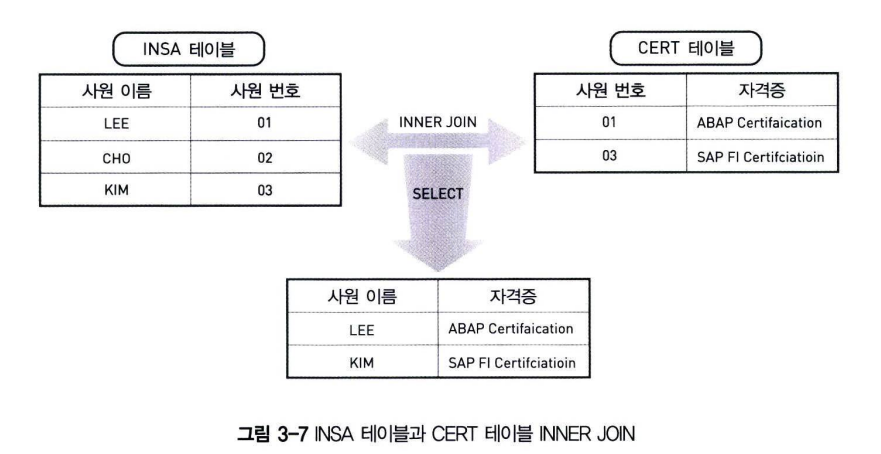 INSA 테이블
CERT 테이블
사원 이름 사원 번호
LEE 01
CHO 02
KIM 03
INNER JOIN
SELECT
사원 번호 자격증
01 ABAP Certifaication
03 SAP FI Certifciatioin
사원 이름 자격증
LEE ABAP Certifaication
KIM SAP FI Certifciatioin
그림 3-7 INSA 테이블과 CERT 테이블 INNER JOIN